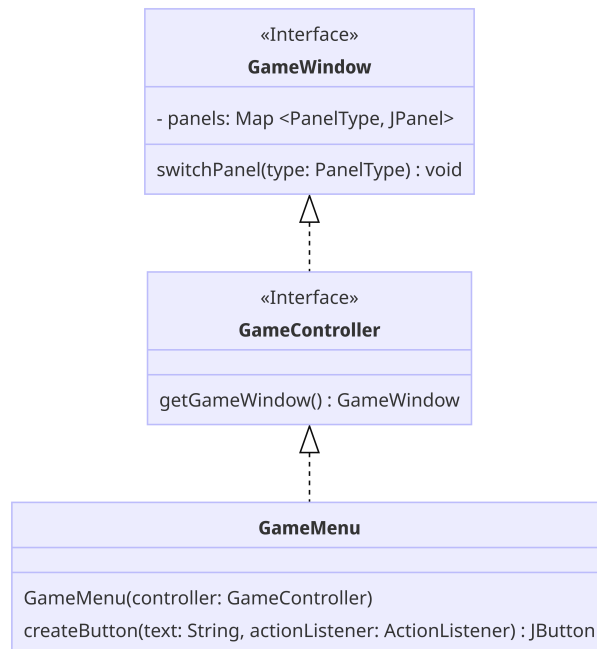 «Interface»
GameWindow
- panels: Map <PanelType, JPanel>
switchPanel(type: PanelType) : void
«Interface»
GameController
getGameWindow() : GameWindow
GameMenu
GameMenu(controller: GameController)
createButton(text: String, actionListener: ActionListener) : JButton